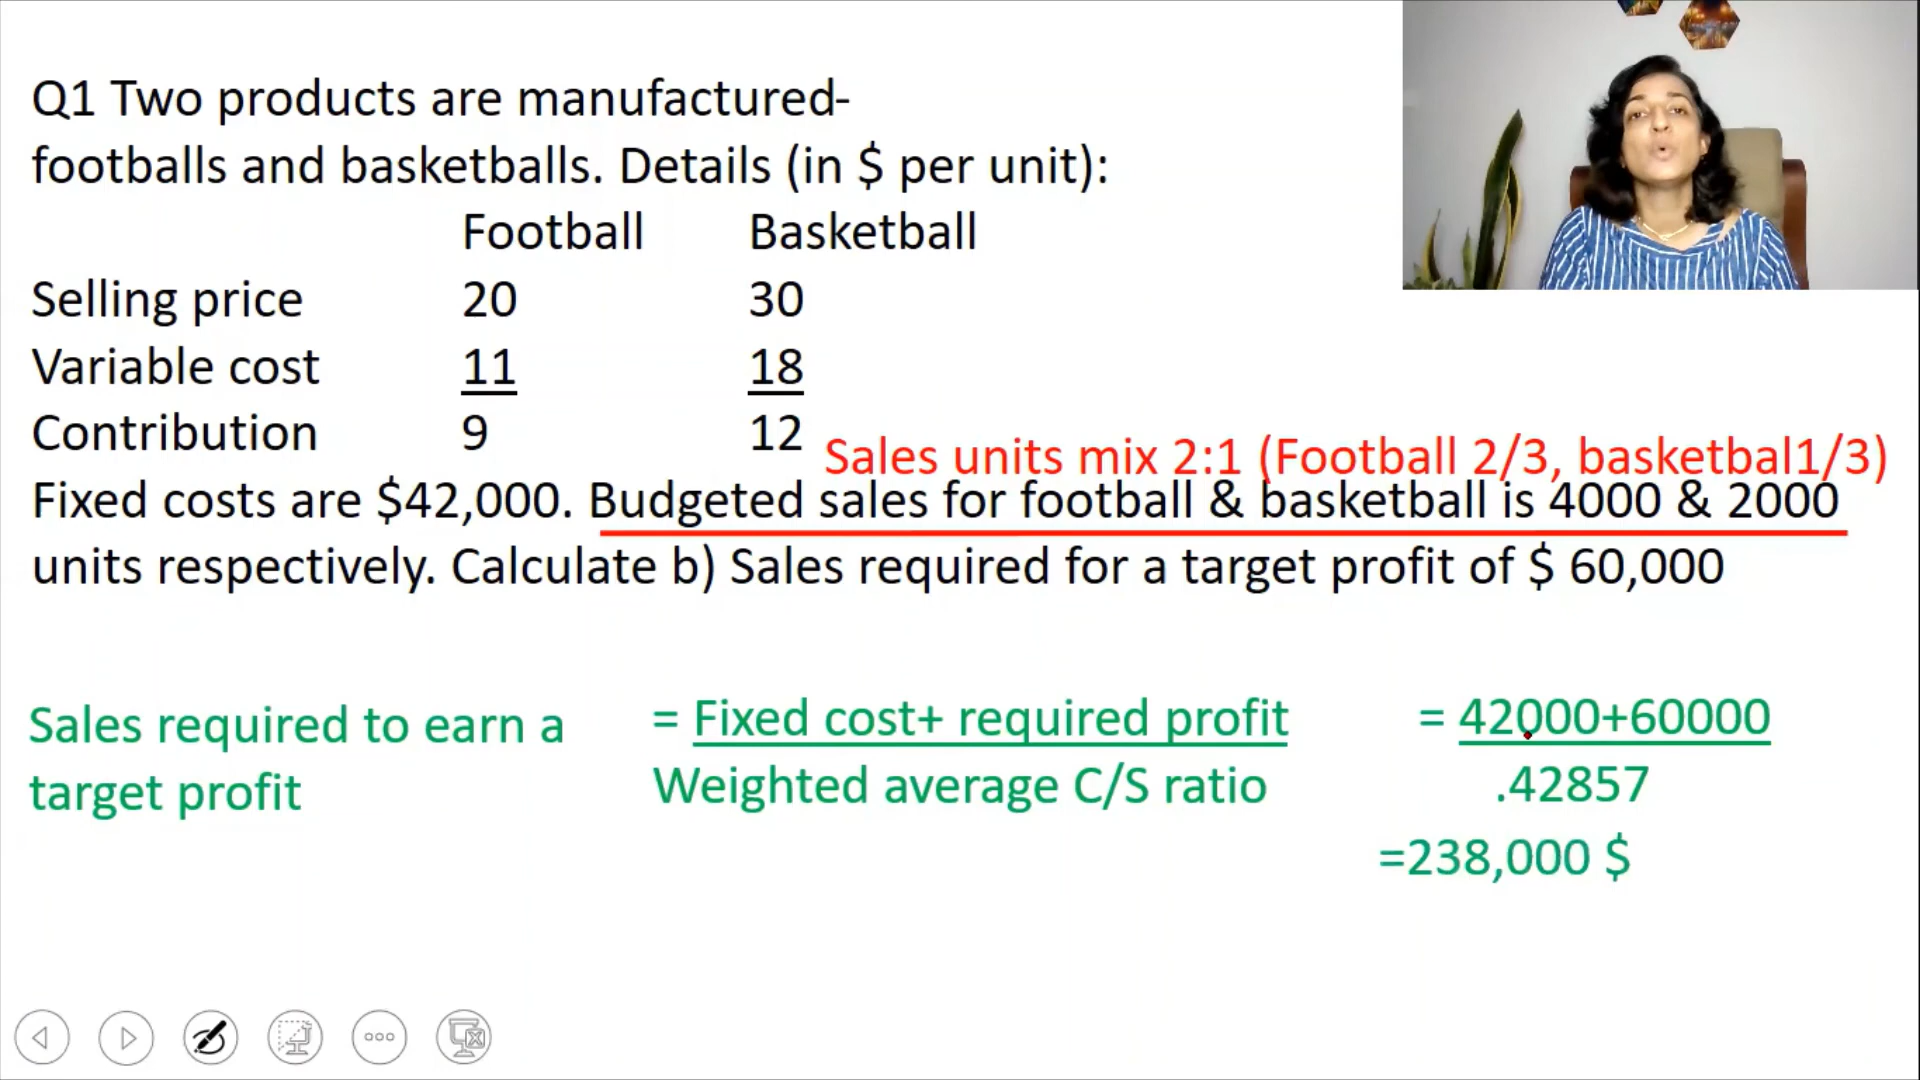 Q1 Two products are manufactured-
footballs and basketballs. Details (in $ per unit):
Football Basketball
Selling price 20 30
Variable cost 11 18
Contribution 9 12
Sales units mix 2:1 (Football 2/3, basketbal1/3)
Fixed costs are $42,000. Budgeted sales for football & basketball is 4000 & 2000
units respectively. Calculate b) Sales required for a target profit of $ 60,000
Sales required to earn a = Fixed cost+ required profit = 42000+60000
target profit Weighted average C/S ratio .42857
=238,000 $